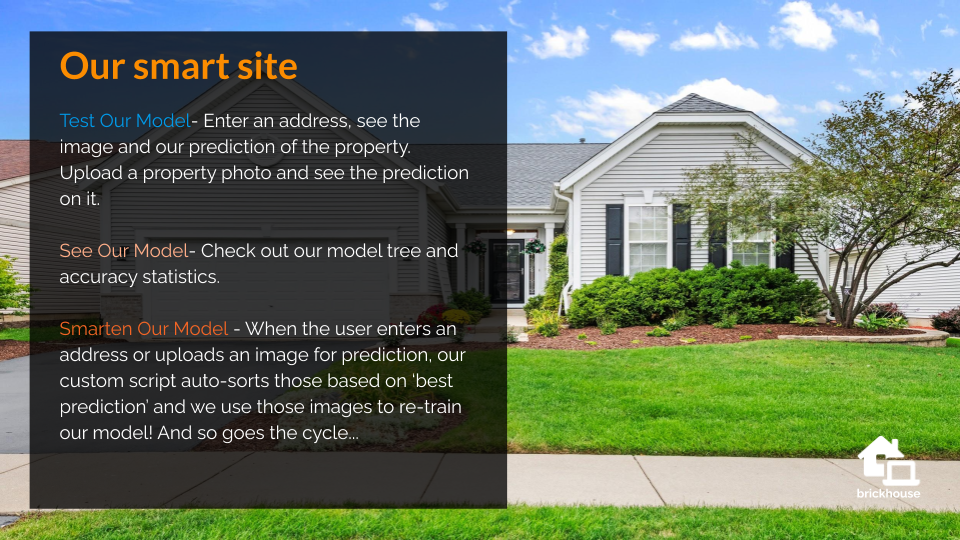 Our smart site
Test Our Model- Enter an address, see the
image and our prediction of the property.
Upload a property photo and see the prediction
on it.
See Our Model- Check out our model tree and
accuracy statistics.
Smarten Our Model - When the user enters an
address or uploads an image for prediction, our
custom script auto-sorts those based on ‘best
prediction’ and we use those images to re-train
our model! And so goes the cycle...
brickhouse